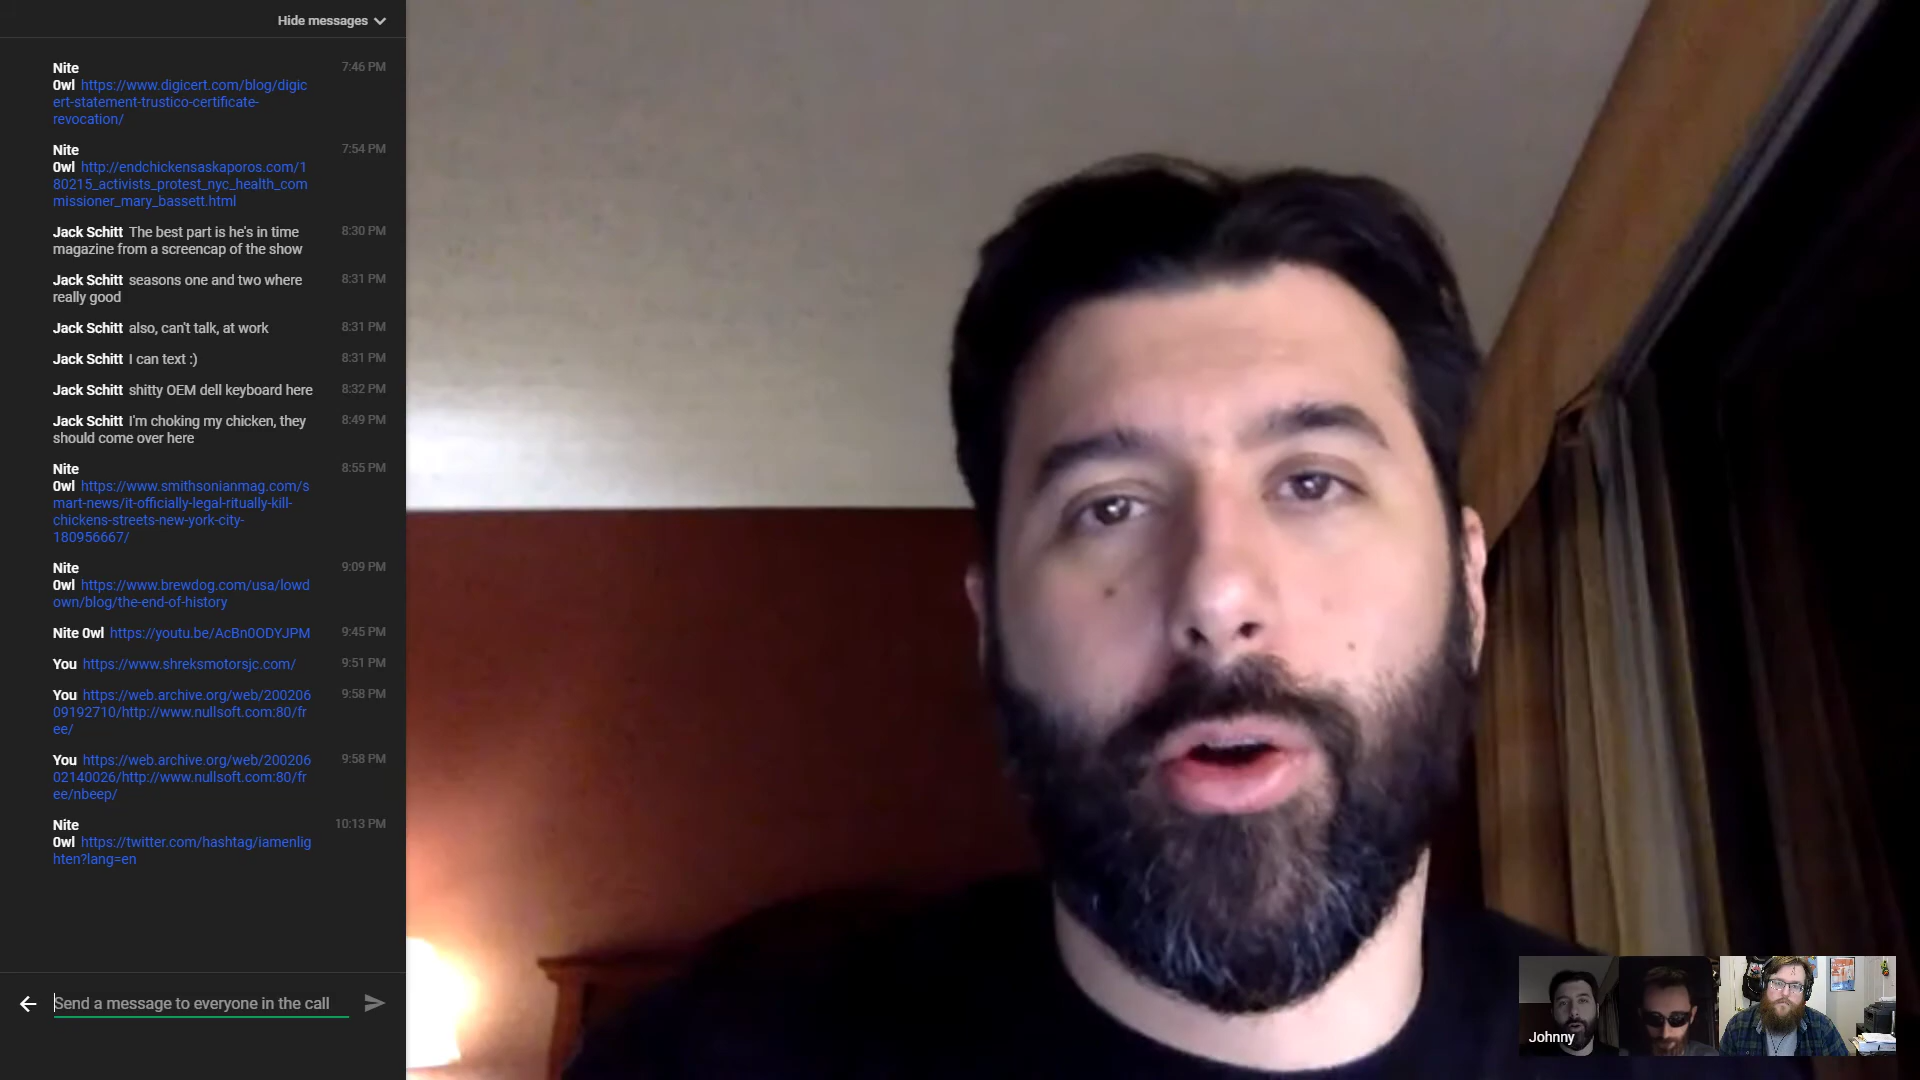 Hide messages
Nite 7:46 PM
0wl https://www.digicert.com/blog/digic
ert-statement-trustico-certificate-
revocation/
Nite 7:54 PM
0wl http://endchickensaskaporos.com/1
80215_activists_protest_nyc_health_com
missioner_mary_bassett.html
Jack Schitt The best part is he's in time 8:30 PM
magazine from a screencap of the show
Jack Schitt seasons one and two where 8:31 PM
really good
Jack Schitt also, can't talk, at work 8:31 PM
Jack Schitt I can text :) 8:31 PM
Jack Schitt shitty OEM dell keyboard here 8:32 PM
Jack Schitt I'm choking my chicken, they 8:49 PM
should come over here
Nite 8:55 PM
0wl https://www.smithsonianmag.com/s
mart-news/it-officially-legal-ritually-kill-
chickens-streets-new-york-city-
180956667/
Nite 9:09 PM
0wl https://www.brewdog.com/usa/lowd
own/blog/the-end-of-history
Nite 0wl https://youtu.be/AcBn0ODYJPM 9:45 PM
You https://www.shreksmotorsjc.com/ 9:51 PM
You https://web.archive.org/web/200206 9:58 PM
09192710/http://www.nullsoft.com:80/fr
ee/
You https://web.archive.org/web/200206 9:58 PM
02140026/http://www.nullsoft.com:80/fr
ee/nbeep/
Nite 10:13 PM
0wl https://twitter.com/hashtag/iamenlig
hten?lang=en
Send a message to everyone in the call
Johnny